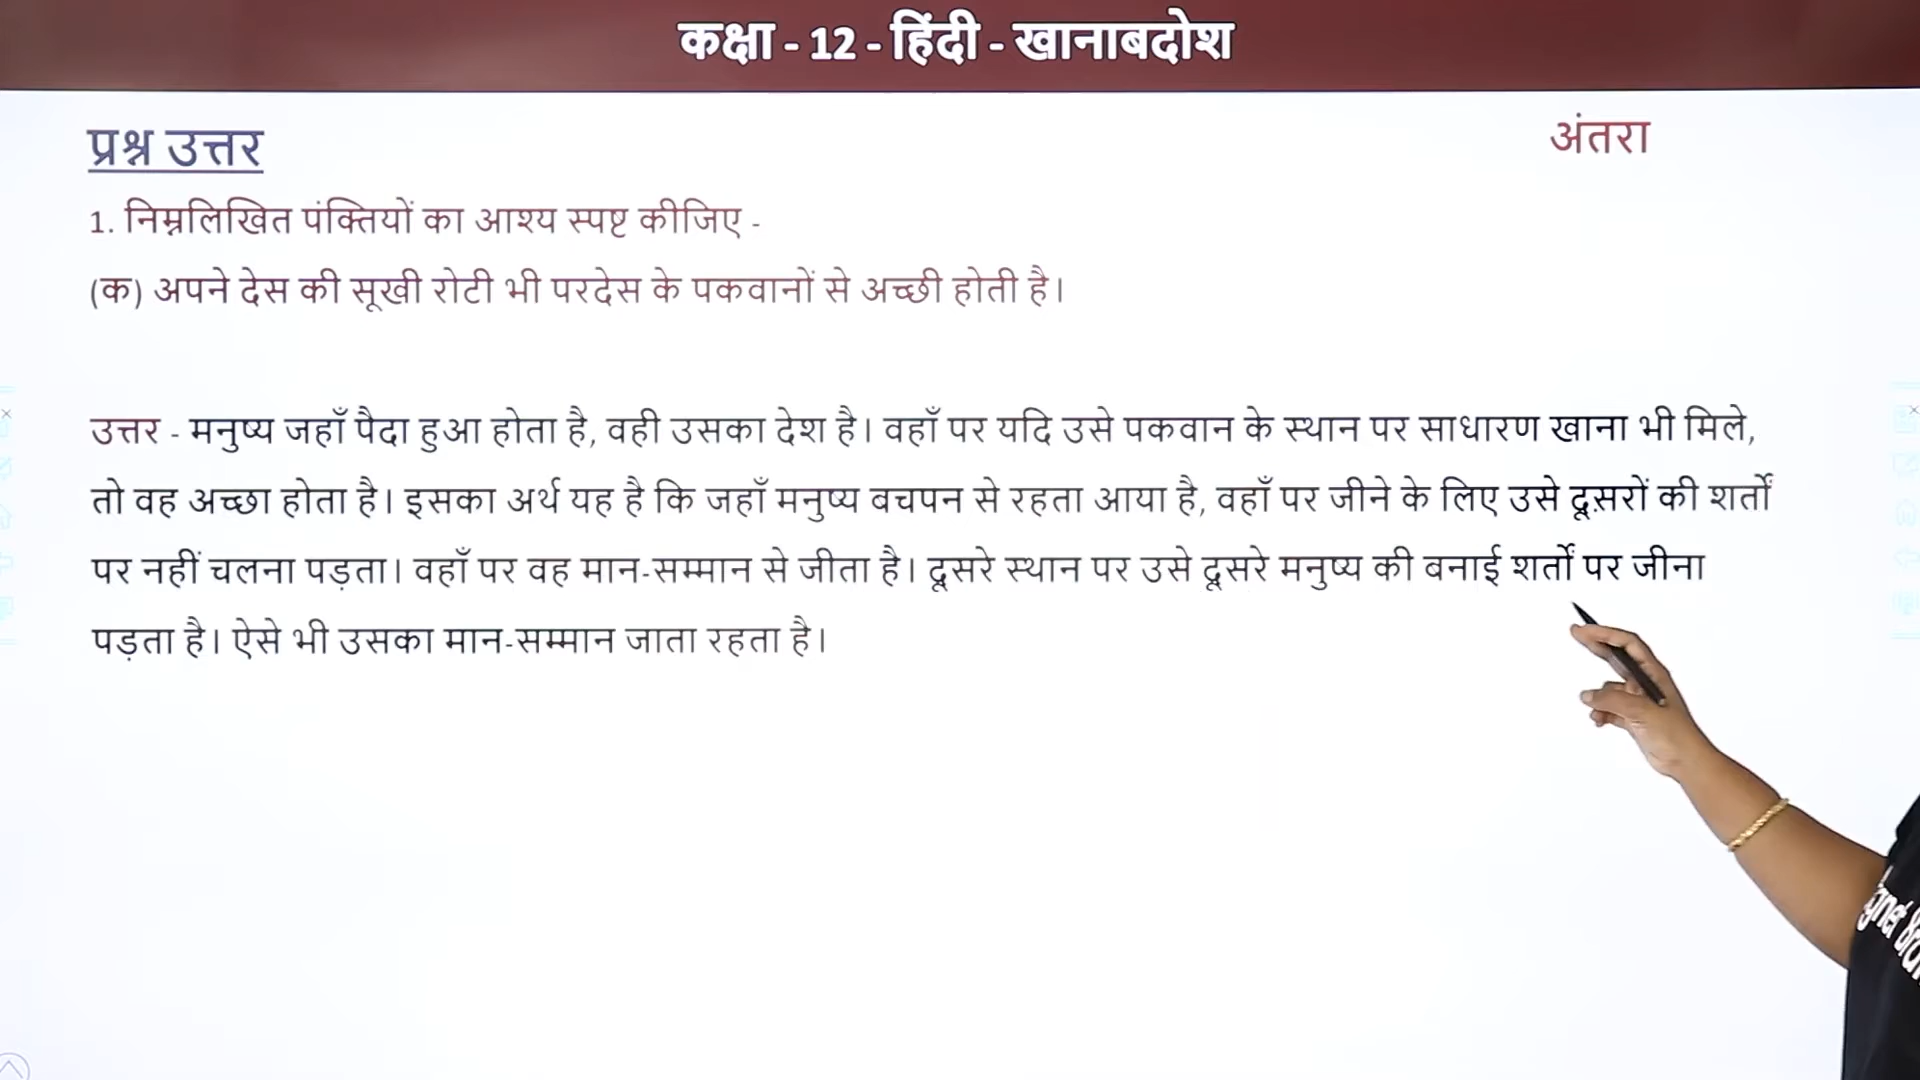 कक्षा - 12 - हिंदी - खानाबदोश
प्रश्न उत्तर
अंतरा
1. निम्नलिखित पंक्तियों का आश्य स्पष्ट कीजिए -
(क) अपने देस की सूखी रोटी भी परदेस के पकवानों से अच्छी होती है।
उत्तर - मनुष्य जहाँ पैदा हुआ होता है, वही उसका देश है। वहाँ पर यदि उसे पकवान के स्थान पर साधारण खाना भी मिले,
तो वह अच्छा होता है। इसका अर्थ यह है कि जहाँ मनुष्य बचपन से रहता आया है, वहाँ पर जीने के लिए उसे दूसरों की शर्तों
पर नहीं चलना पड़ता। वहाँ पर वह मान-सम्मान से जीता है। दूसरे स्थान पर उसे दूसरे मनुष्य की बनाई शर्तों पर जीना
पड़ता है। ऐसे भी उसका मान-सम्मान जाता रहता है।